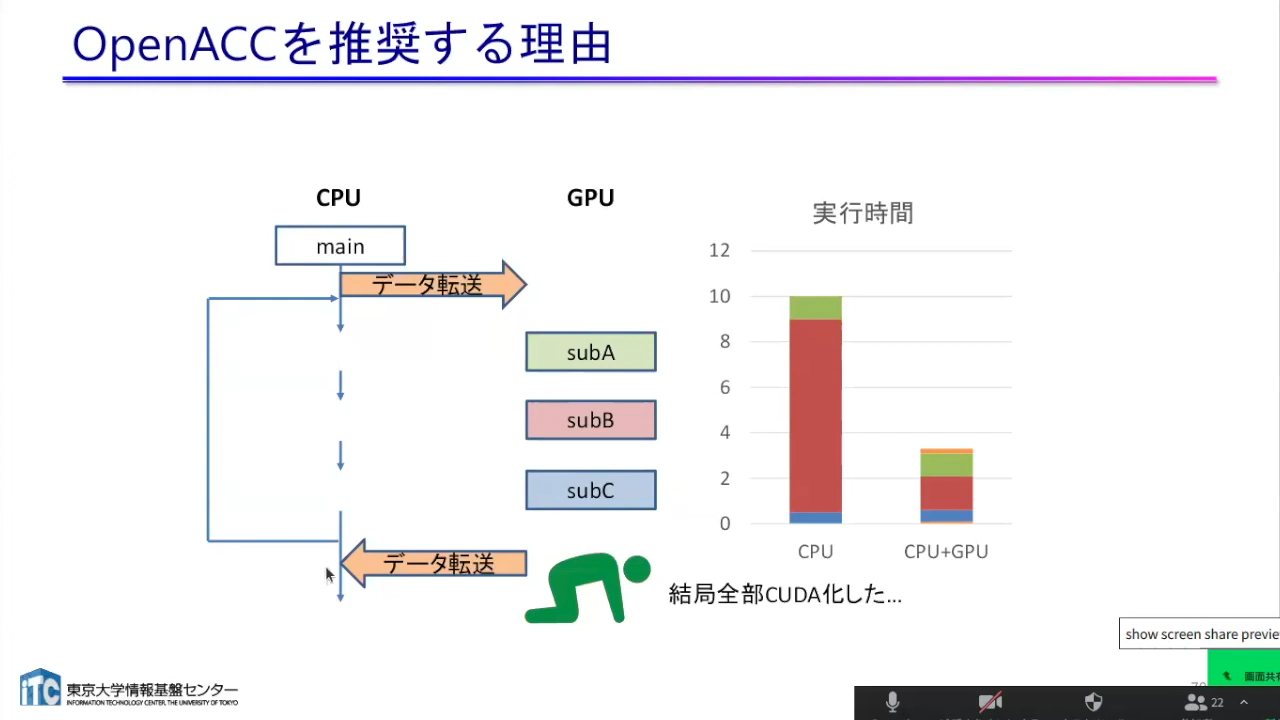 OpenACCを推奨する理由
CPU
GPU
main
データ転送
subA
subB
subC
データ転送
結局全部CUDA化した...
実行時間
12
10
8
6
4
2
0
CPU
CPU+GPU
show screen share previe
画面共有
22
iTC 東京大学情報基盤センター
INFORMATION TECHNOLOGY CENTER, THE UNIVERSITY OF TOKYO